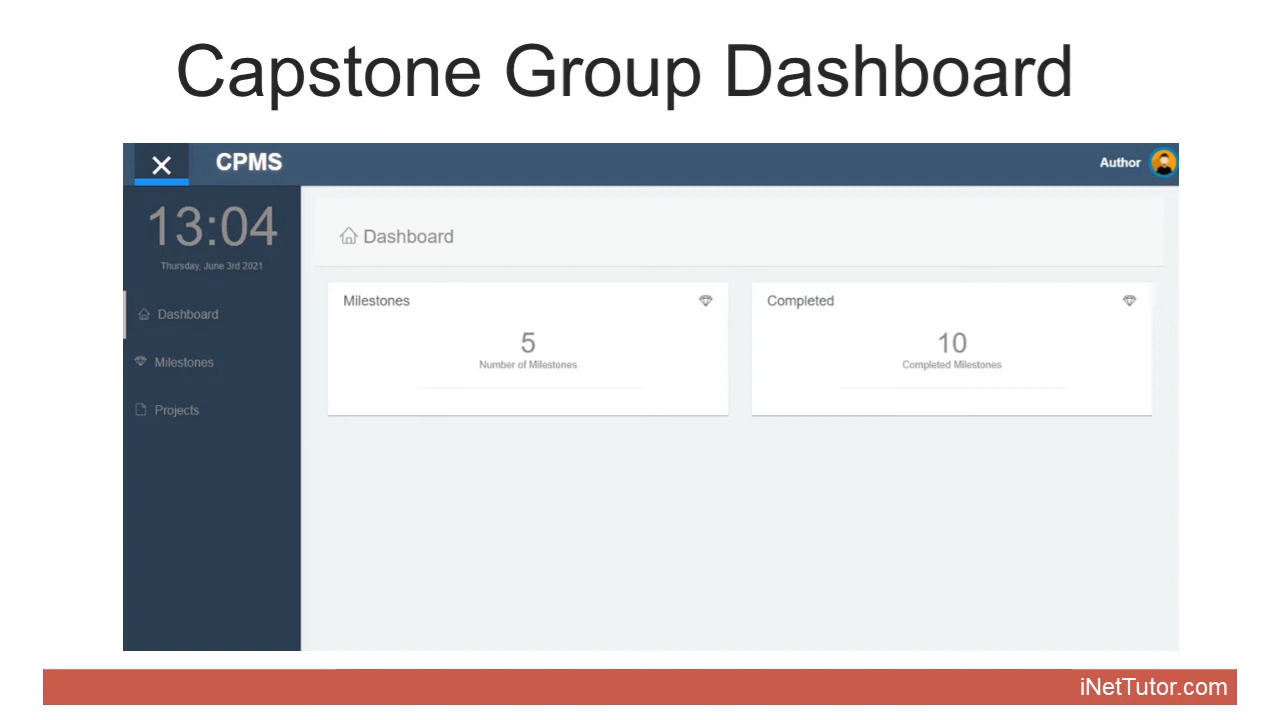 Capstone Group Dashboard
CPMS
Author
13:04
Thursday, June 3rd 2021
Dashboard
Milestones
Projects
Dashboard
Milestones
5
Number of Milestones
Completed
10
Completed Milestones
iNetTutor.com